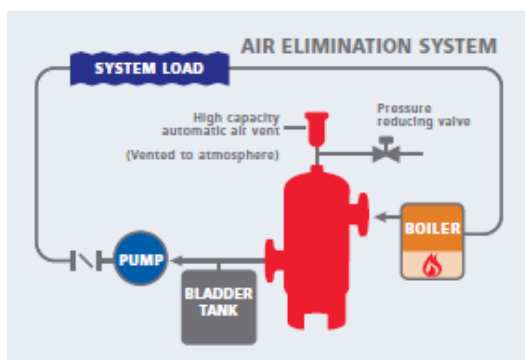 AIR ELIMINATION SYSTEM
SYSTEM LOAD
High capacity
automatic air vent
(Vented to atmosphere)
Pressure
reducing valve
BOILER
PUMP
BLADDER
TANK